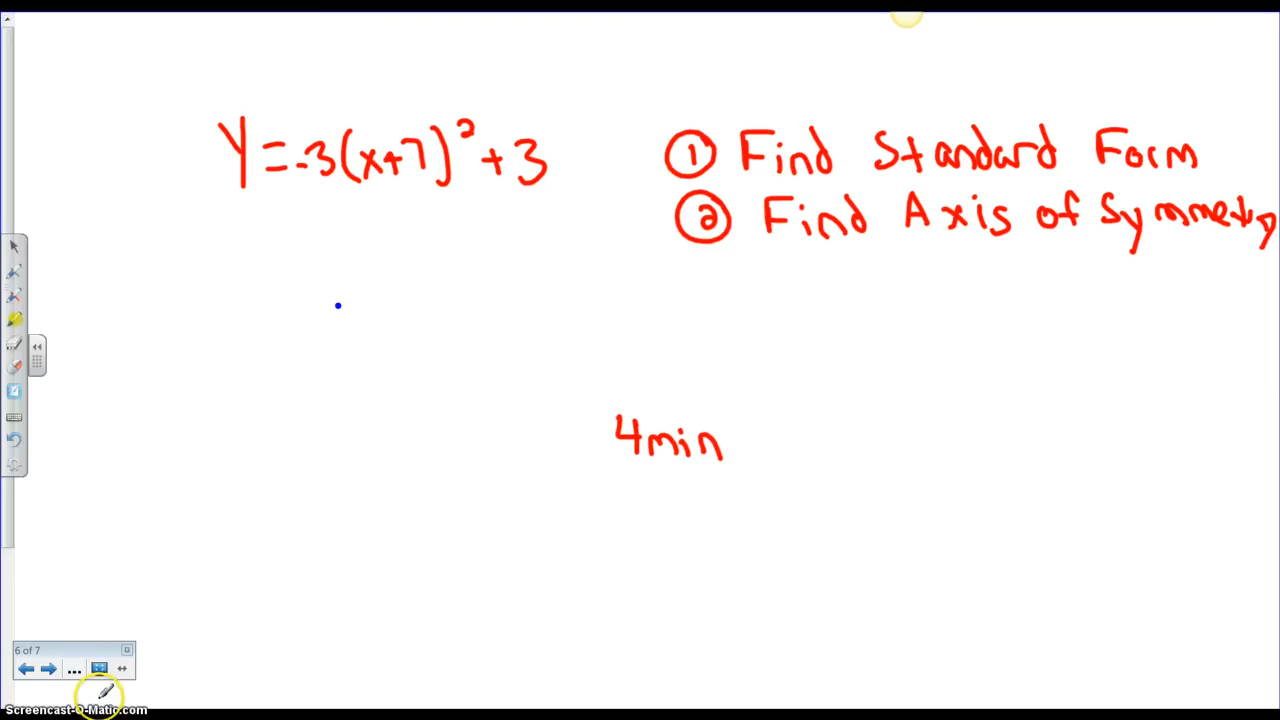 Y = -3(x+7)² + 3
① Find Standard Form
② Find Axis of Symmetry
4min
6 of 7
Screencast-O-Matic.com